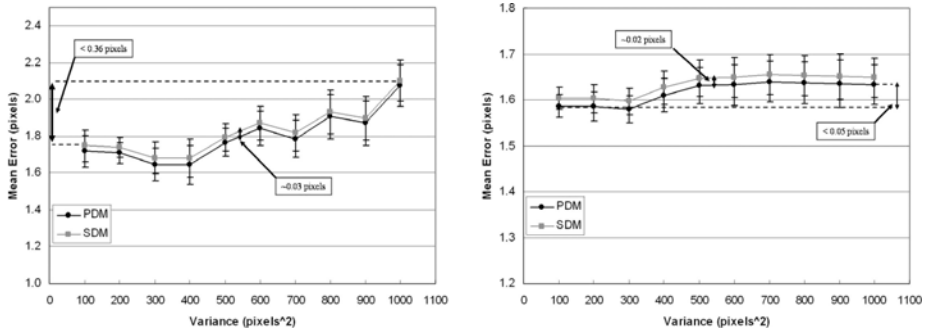 2.4
2.2
2.0
1.8
1.6
1.4
1.2
1.0
Mean Error (pixels)
< 0.36 pixels
~0.03 pixels
PDM
SDM
0 100 200 300 400 500 600 700 800 900 1000 1100
Variance (pixels^2)
1.8
1.7
1.6
1.5
1.4
1.3
1.2
Mean Error (pixels)
~0.02 pixels
< 0.05 pixels
PDM
SDM
0 100 200 300 400 500 600 700 800 900 1000 1100
Variance (pixels^2)